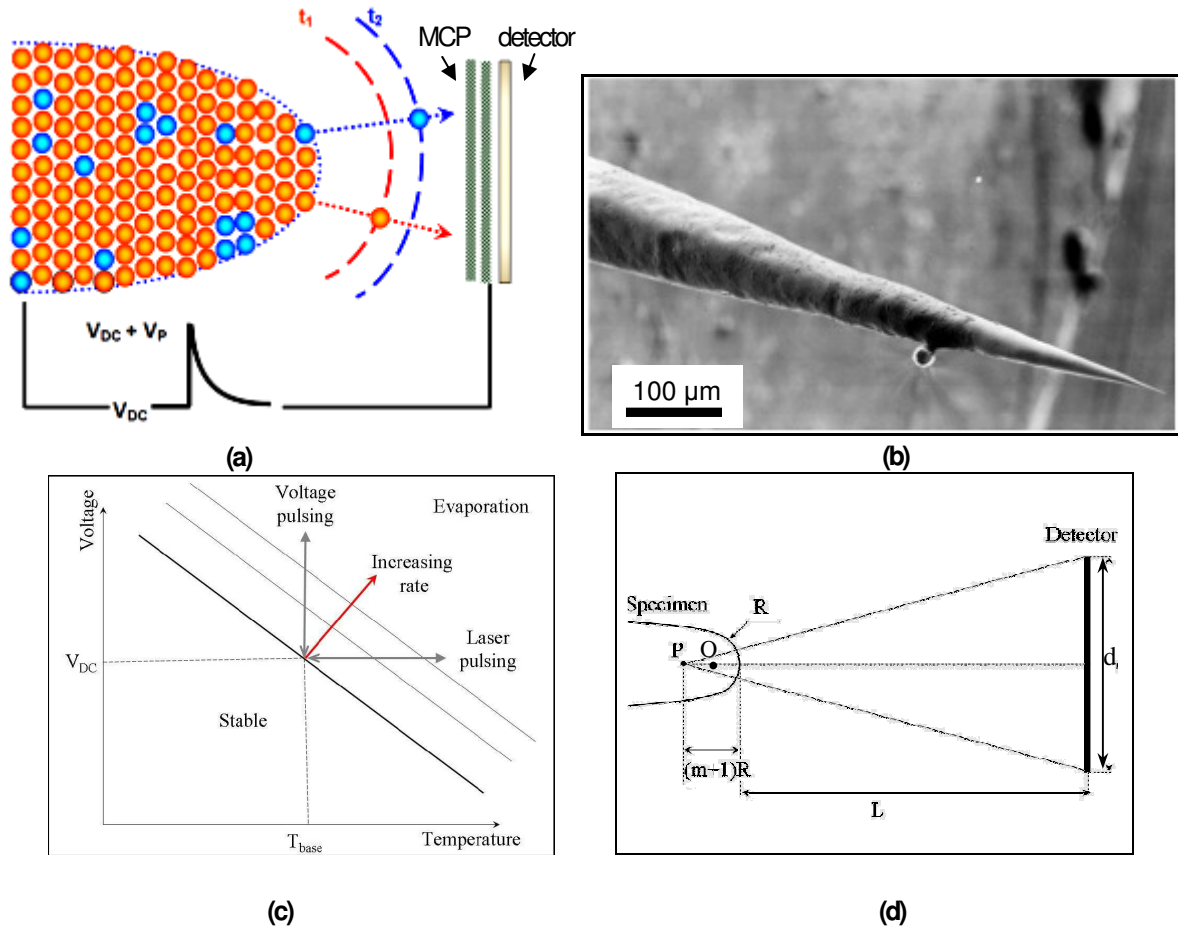 t₁
t₂
MCP
detector
V_DC + V_P
V_DC
(a)
100 µm
(b)
Voltage
Voltage
pulsing
Evaporation
Increasing
rate
Laser
pulsing
V_DC
Stable
T_base
Temperature
(c)
Detector
Specimen
R
P
O
d
(m+1)R
L
(d)